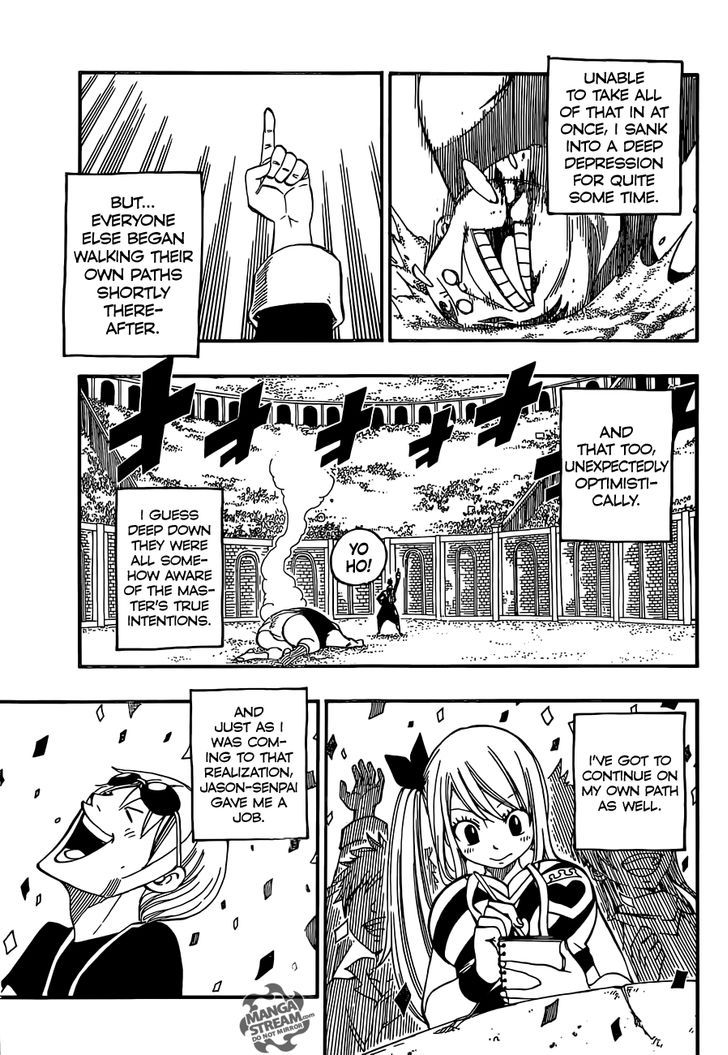 UNABLE
TO TAKE ALL
OF THAT IN AT
ONCE, I SANK
INTO A DEEP
DEPRESSION
FOR QUITE
SOME TIME.
BUT...
EVERYONE
ELSE BEGAN
WALKING THEIR
OWN PATHS
SHORTLY
THERE-
AFTER.
AND
THAT TOO,
UNEXPECTEDLY
OPTIMISTI-
CALLY.
YO
HO!
I GUESS
DEEP DOWN
THEY WERE
ALL SOME-
HOW AWARE
OF THE MAS-
TER'S TRUE
INTENTIONS.
I'VE GOT TO
CONTINUE ON
MY OWN PATH
AS WELL.
AND
JUST AS I
WAS COM-
ING TO THAT
REALIZATION,
JASON-SENPAI
GAVE ME A
JOB.
MANGA
STREAM.COM
DO NOT MIRROR